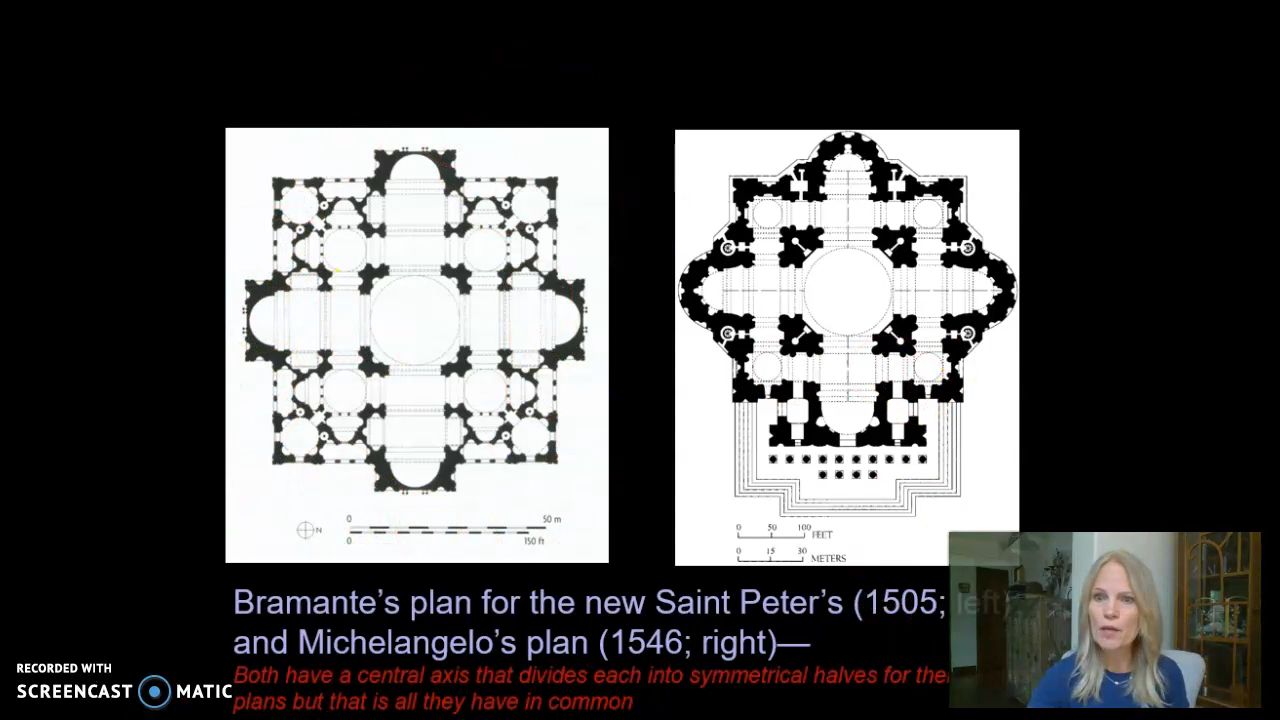 N
0
50 m
0
150 ft
0 50 100 FEET
0 15 30 METERS
Bramante's plan for the new Saint Peter's (1505; left)
and Michelangelo's plan (1546; right)—
Both have a central axis that divides each into symmetrical halves for
plans but that is all they have in common
RECORDED WITH
SCREENCAST MATIC